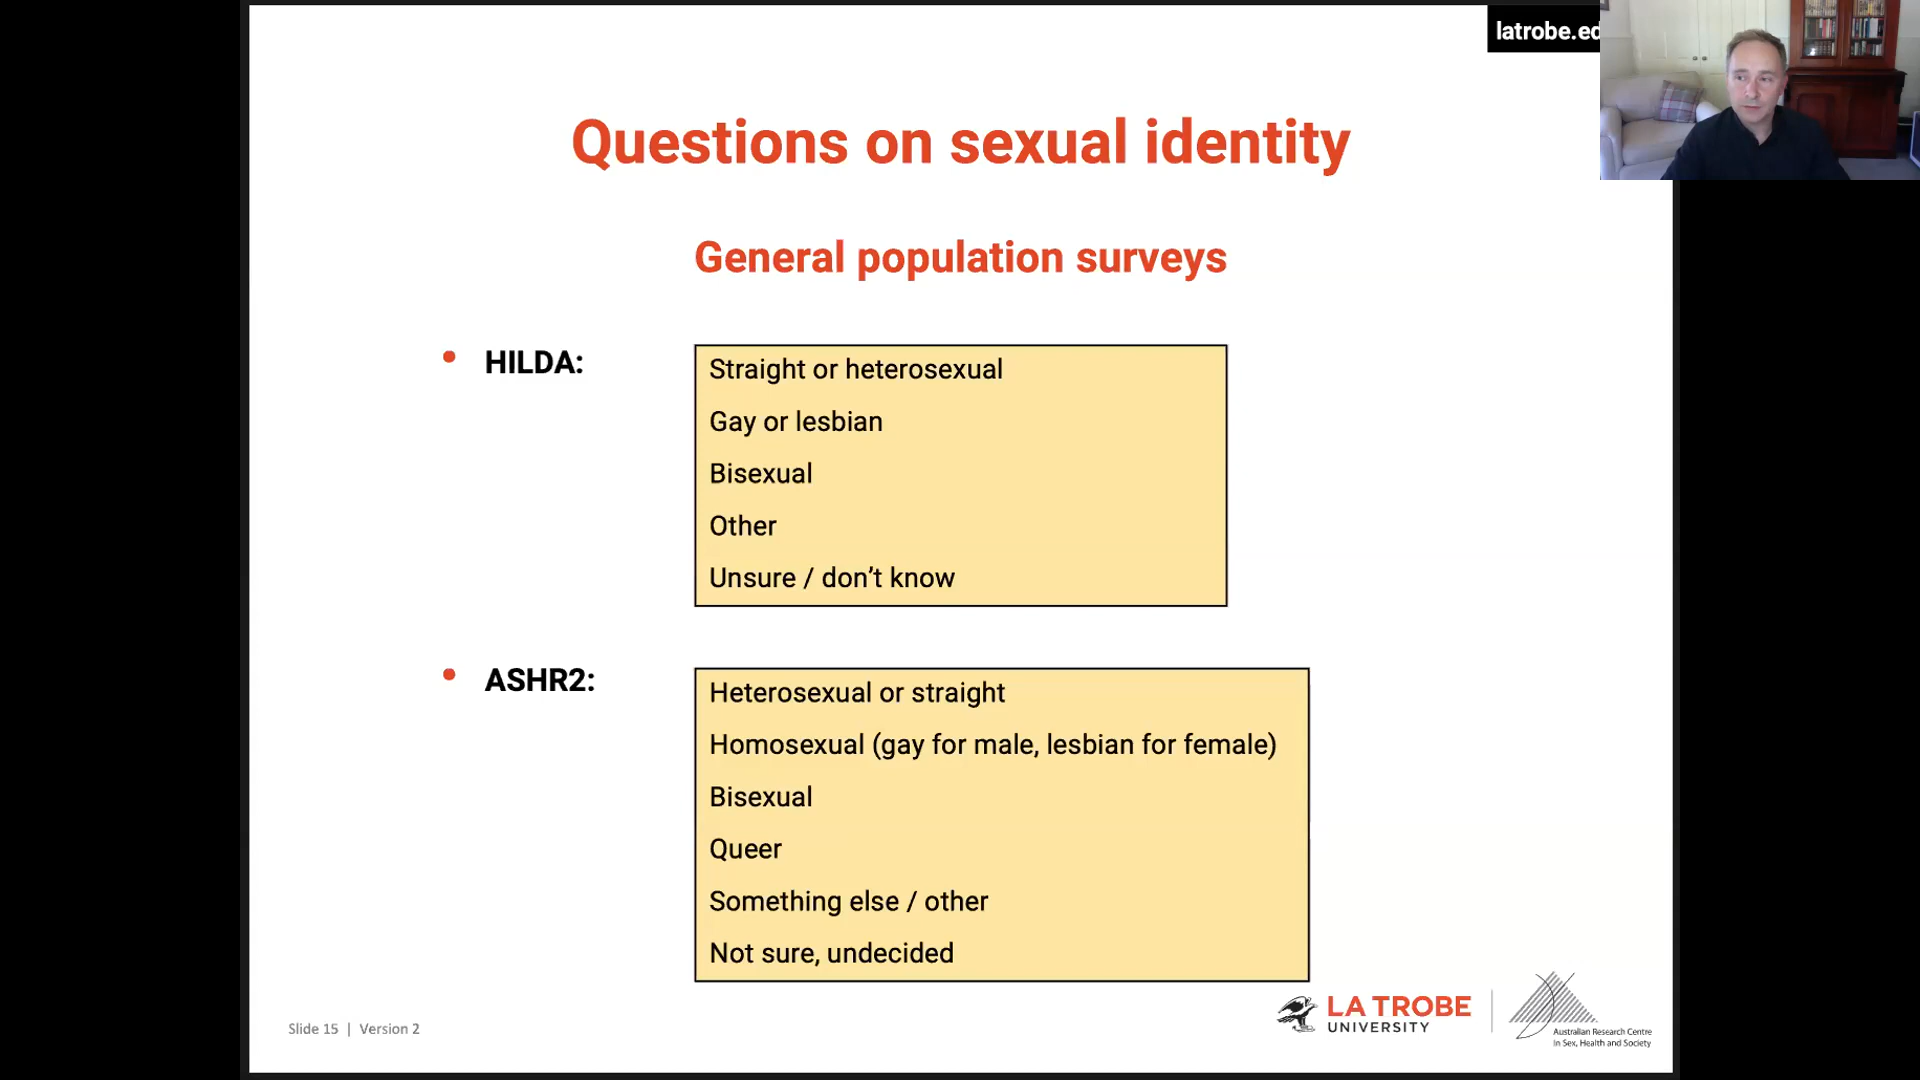 latrobe.ed
Questions on sexual identity
General population surveys
• HILDA:
Straight or heterosexual
Gay or lesbian
Bisexual
Other
Unsure / don’t know
• ASHR2:
Heterosexual or straight
Homosexual (gay for male, lesbian for female)
Bisexual
Queer
Something else / other
Not sure, undecided
Slide 15 | Version 2
LA TROBE
UNIVERSITY
Australian Research Centre
in Sex, Health and Society